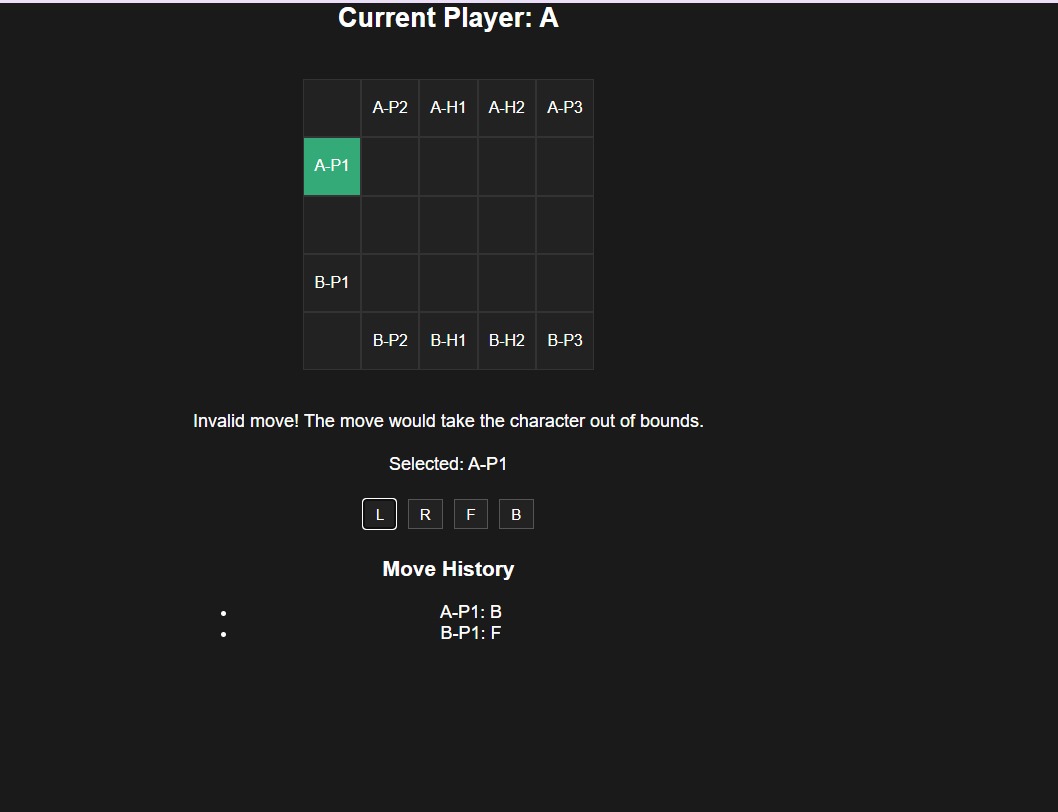 Current Player: A
A-P2 A-H1 A-H2 A-P3
A-P1
B-P1
B-P2 B-H1 B-H2 B-P3
Invalid move! The move would take the character out of bounds.
Selected: A-P1
L R F B
Move History
• A-P1: B
• B-P1: F